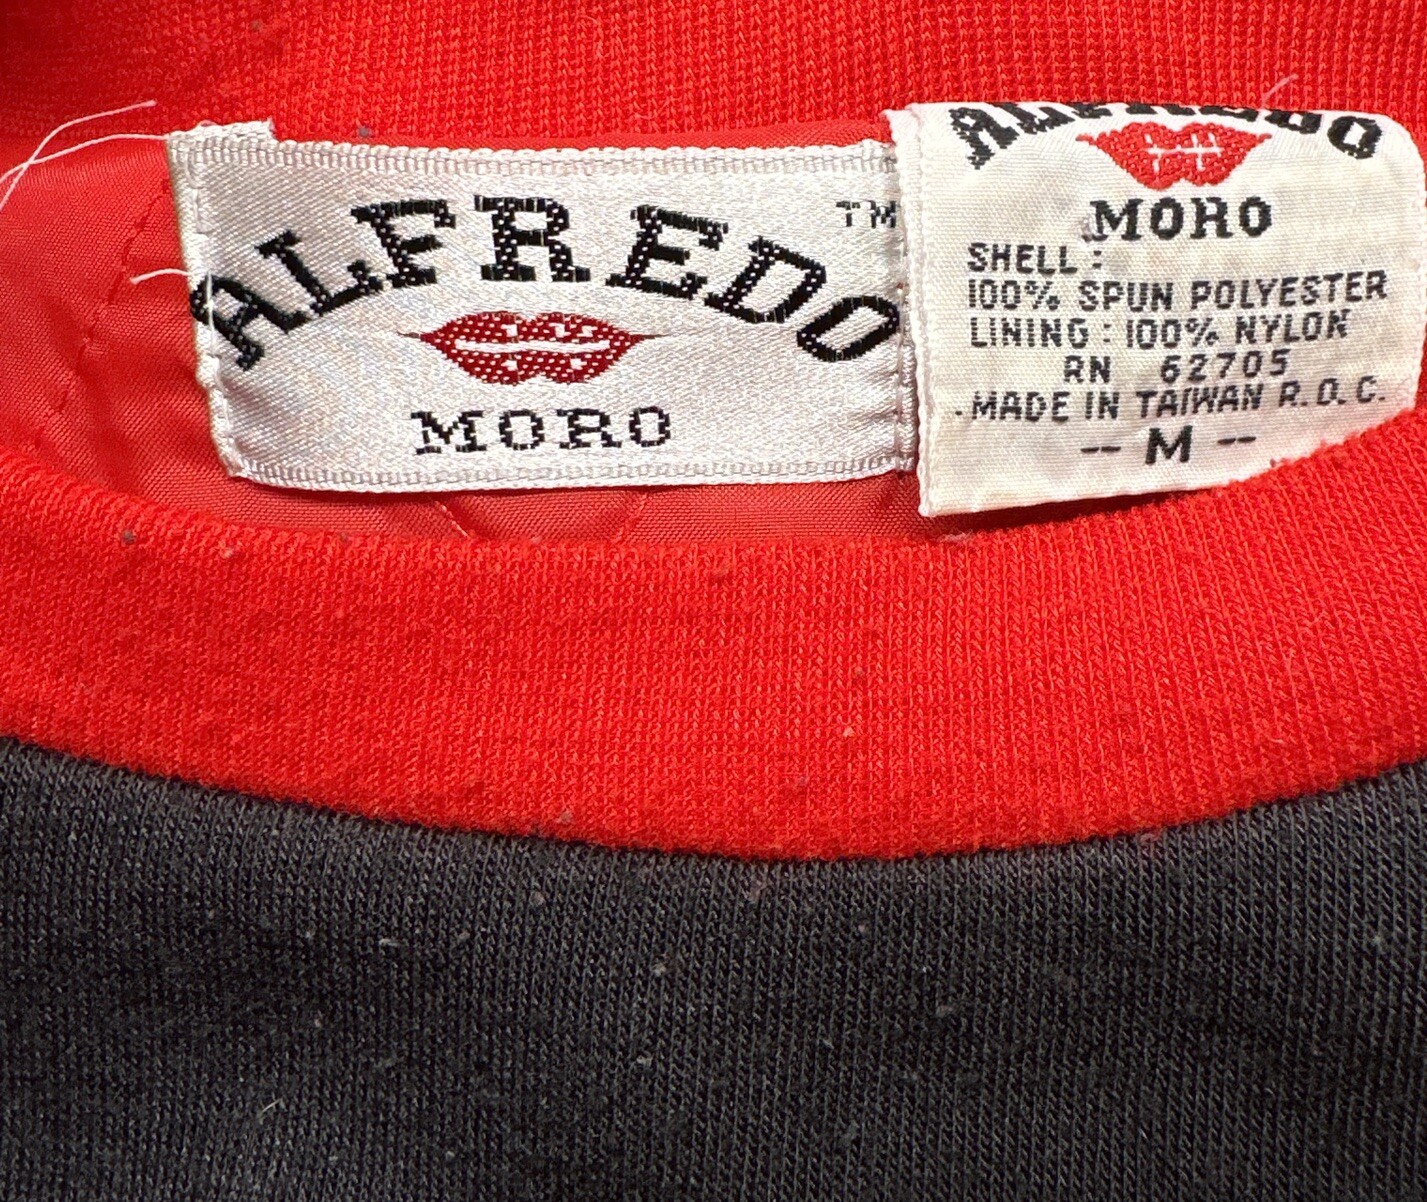 ALFREDO
TM
MORO
ALFREDO
MORO
SHELL :
100% SPUN POLYESTER
LINING : 100% NYLON
RN 62705
MADE IN TAIWAN R.O.C.
-- M --